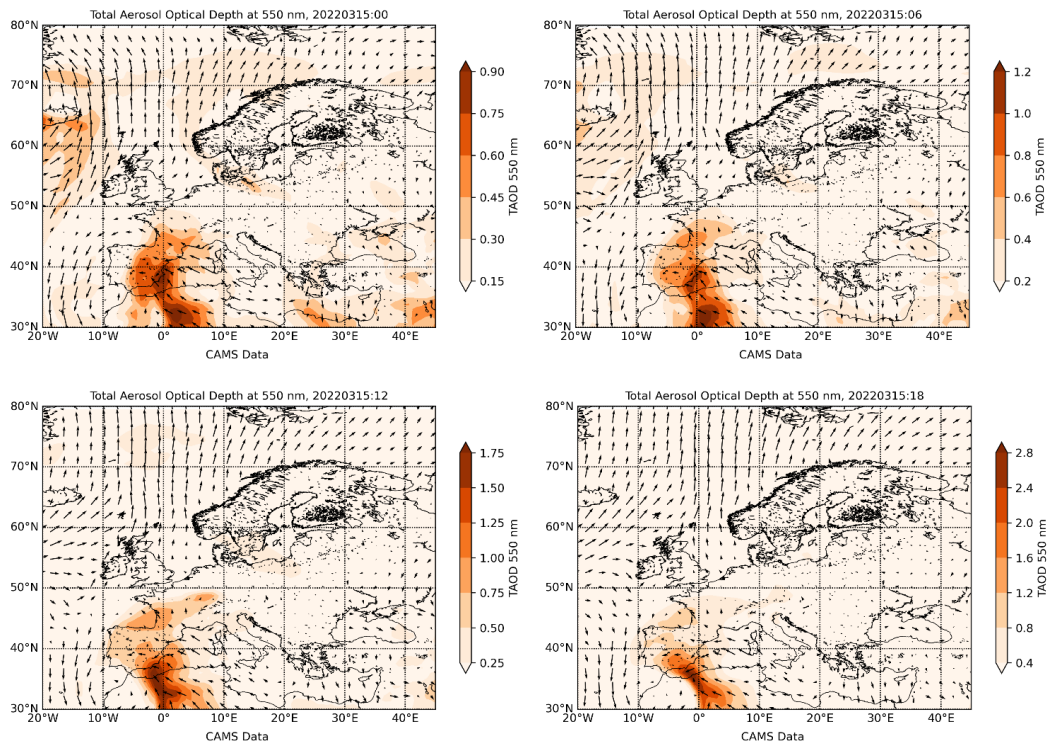 Total Aerosol Optical Depth at 550 nm, 20220315:00
80°N
70°N
60°N
50°N
40°N
30°N
20°W 10°W 0° 10°E 20°E 30°E 40°E
CAMS Data
0.90
0.75
0.60
0.45
0.30
0.15
TAOD 550 nm
Total Aerosol Optical Depth at 550 nm, 20220315:06
80°N
70°N
60°N
50°N
40°N
30°N
20°W 10°W 0° 10°E 20°E 30°E 40°E
CAMS Data
1.2
1.0
0.8
0.6
0.4
0.2
TAOD 550 nm
Total Aerosol Optical Depth at 550 nm, 20220315:12
80°N
70°N
60°N
50°N
40°N
30°N
20°W 10°W 0° 10°E 20°E 30°E 40°E
CAMS Data
1.75
1.50
1.25
1.00
0.75
0.50
0.25
TAOD 550 nm
Total Aerosol Optical Depth at 550 nm, 20220315:18
80°N
70°N
60°N
50°N
40°N
30°N
20°W 10°W 0° 10°E 20°E 30°E 40°E
CAMS Data
2.8
2.4
2.0
1.6
1.2
0.8
0.4
TAOD 550 nm